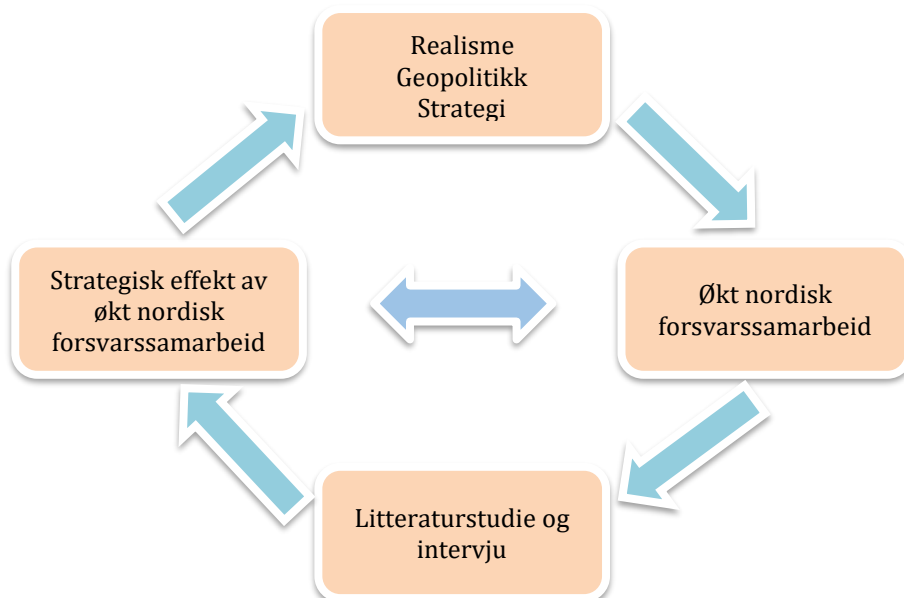 Realisme
Geopolitikk
Strategi
Strategisk effekt av
økt nordisk
forsvarssamarbeid
Økt nordisk
forsvarssamarbeid
Litteraturstudie og
intervju